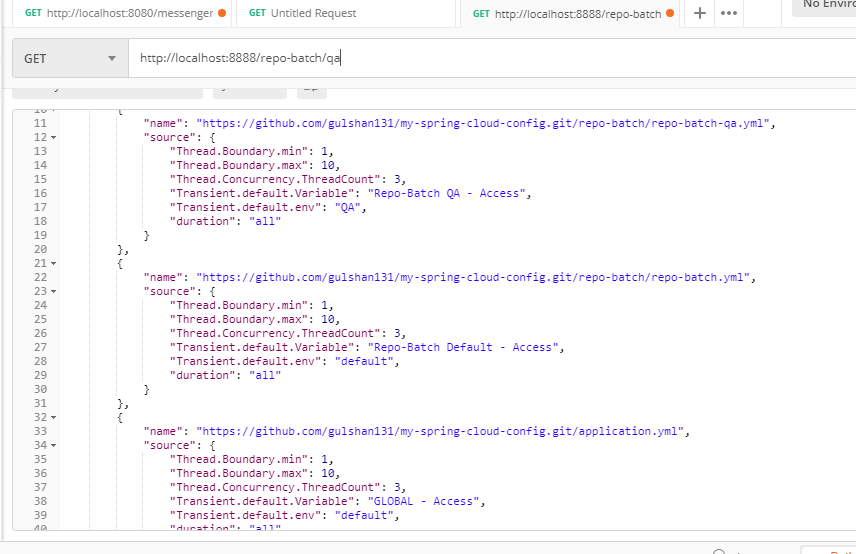 GET http://localhost:8080/messenger
GET Untitled Request
GET http://localhost:8888/repo-batch
No Enviro
GET
http://localhost:8888/repo-batch/qa
{
11 "name": "https://github.com/gulshan131/my-spring-cloud-config.git/repo-batch/repo-batch-qa.yml",
12 "source": {
13 "Thread.Boundary.min": 1,
14 "Thread.Boundary.max": 10,
15 "Thread.Concurrency.ThreadCount": 3,
16 "Transient.default.Variable": "Repo-Batch QA - Access",
17 "Transient.default.env": "QA",
18 "duration": "all"
19 }
20 },
21 {
22 "name": "https://github.com/gulshan131/my-spring-cloud-config.git/repo-batch/repo-batch.yml",
23 "source": {
24 "Thread.Boundary.min": 1,
25 "Thread.Boundary.max": 10,
26 "Thread.Concurrency.ThreadCount": 3,
27 "Transient.default.Variable": "Repo-Batch Default - Access",
28 "Transient.default.env": "default",
29 "duration": "all"
30 }
31 },
32 {
33 "name": "https://github.com/gulshan131/my-spring-cloud-config.git/application.yml",
34 "source": {
35 "Thread.Boundary.min": 1,
36 "Thread.Boundary.max": 10,
37 "Thread.Concurrency.ThreadCount": 3,
38 "Transient.default.Variable": "GLOBAL - Access",
39 "Transient.default.env": "default",
40 "duration": "all"